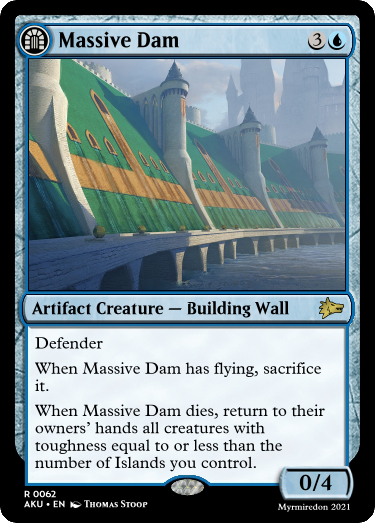 Massive Dam
3
Artifact Creature — Building Wall
Defender
When Massive Dam has flying, sacrifice
it.
When Massive Dam dies, return to their
owners' hands all creatures with
toughness equal to or less than the
number of Islands you control.
0/4
R 0062
AKU • EN Thomas Stoop
Myrmiredon 2021